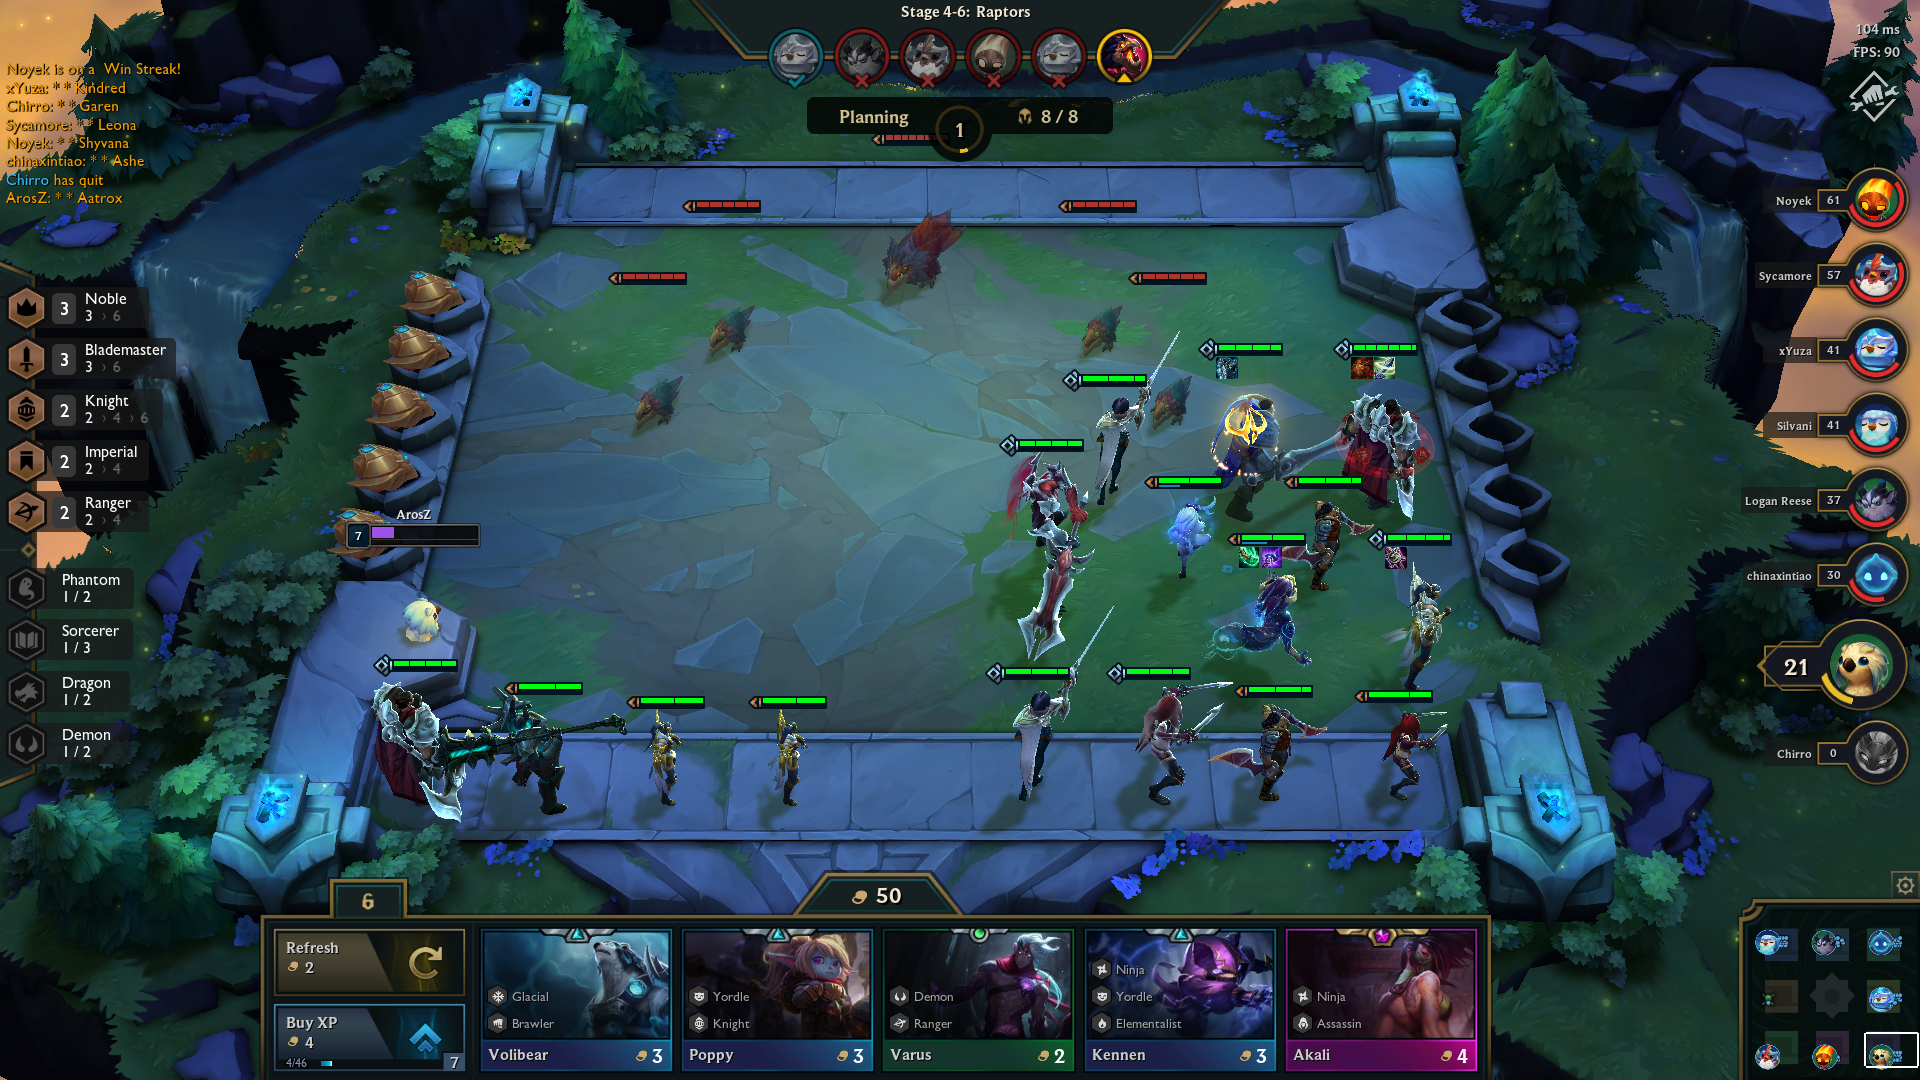 Stage 4-6: Raptors
104 ms
FPS: 90
Planning
1
8 / 8
Noyek is on a Win Streak!
xYuza: * * Kindred
Chirro: * * Garen
Sycamore: * * Leona
Noyek: * * Shyvana
chinaxintiao: * * Ashe
Chirro has quit
ArosZ: * * Aatrox
3 Noble
3 › 6
3 Blademaster
3 › 6
2 Knight
2 › 4 › 6
2 Imperial
2 › 4
2 Ranger
2 › 4
Phantom
1 / 2
Sorcerer
1 / 3
Dragon
1 / 2
Demon
1 / 2
ArosZ
7
Noyek 61
Sycamore 57
xYuza 41
Silvani 41
Logan Reese 37
chinaxintiao 30
21
Chirro 0
6
50
Refresh
2
Buy XP
4
4/46
7
Glacial
Brawler
Volibear 3
Yordle
Knight
Poppy 3
Demon
Ranger
Varus 2
Ninja
Yordle
Elementalist
Kennen 3
Ninja
Assassin
Akali 4